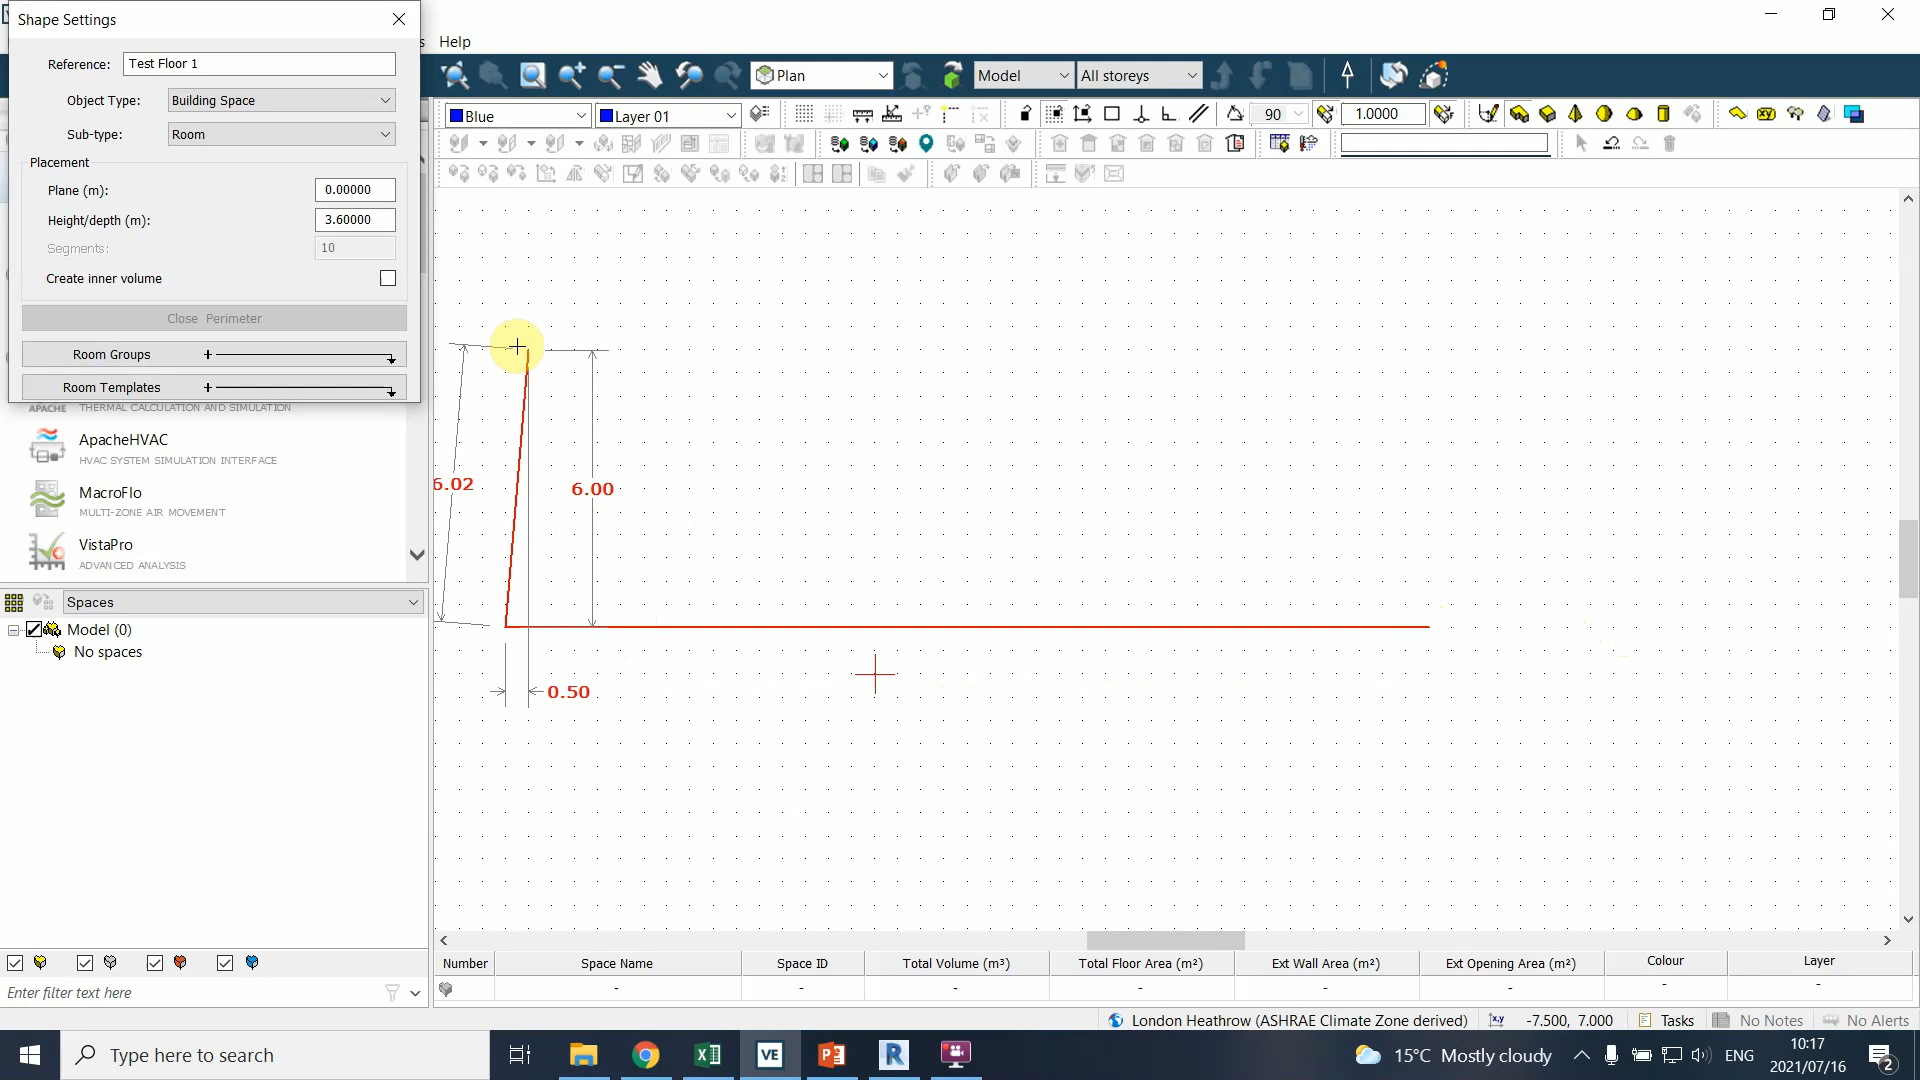 Shape Settings
Help
Reference: Test Floor 1
Object Type: Building Space
Sub-type: Room
Placement
Plane (m): 0.00000
Height/depth (m): 3.60000
Segments: 10
Create inner volume
Close Perimeter
Room Groups
Room Templates
Plan
Model
All storeys
Blue
Layer 01
90
1.0000
THERMAL CALCULATION AND SIMULATION
ApacheHVAC
HVAC SYSTEM SIMULATION INTERFACE
MacroFlo
MULTI-ZONE AIR MOVEMENT
VistaPro
ADVANCED ANALYSIS
Spaces
Model (0)
No spaces
Enter filter text here
6.02
6.00
0.50
Number Space Name Space ID Total Volume (m³) Total Floor Area (m²) Ext Wall Area (m²) Ext Opening Area (m²) Colour Layer
- - - - - - - -
London Heathrow (ASHRAE Climate Zone derived) -7.500, 7.000 Tasks No Notes No Alerts
Type here to search
VE
15°C Mostly cloudy
ENG
10:17
2021/07/16
2